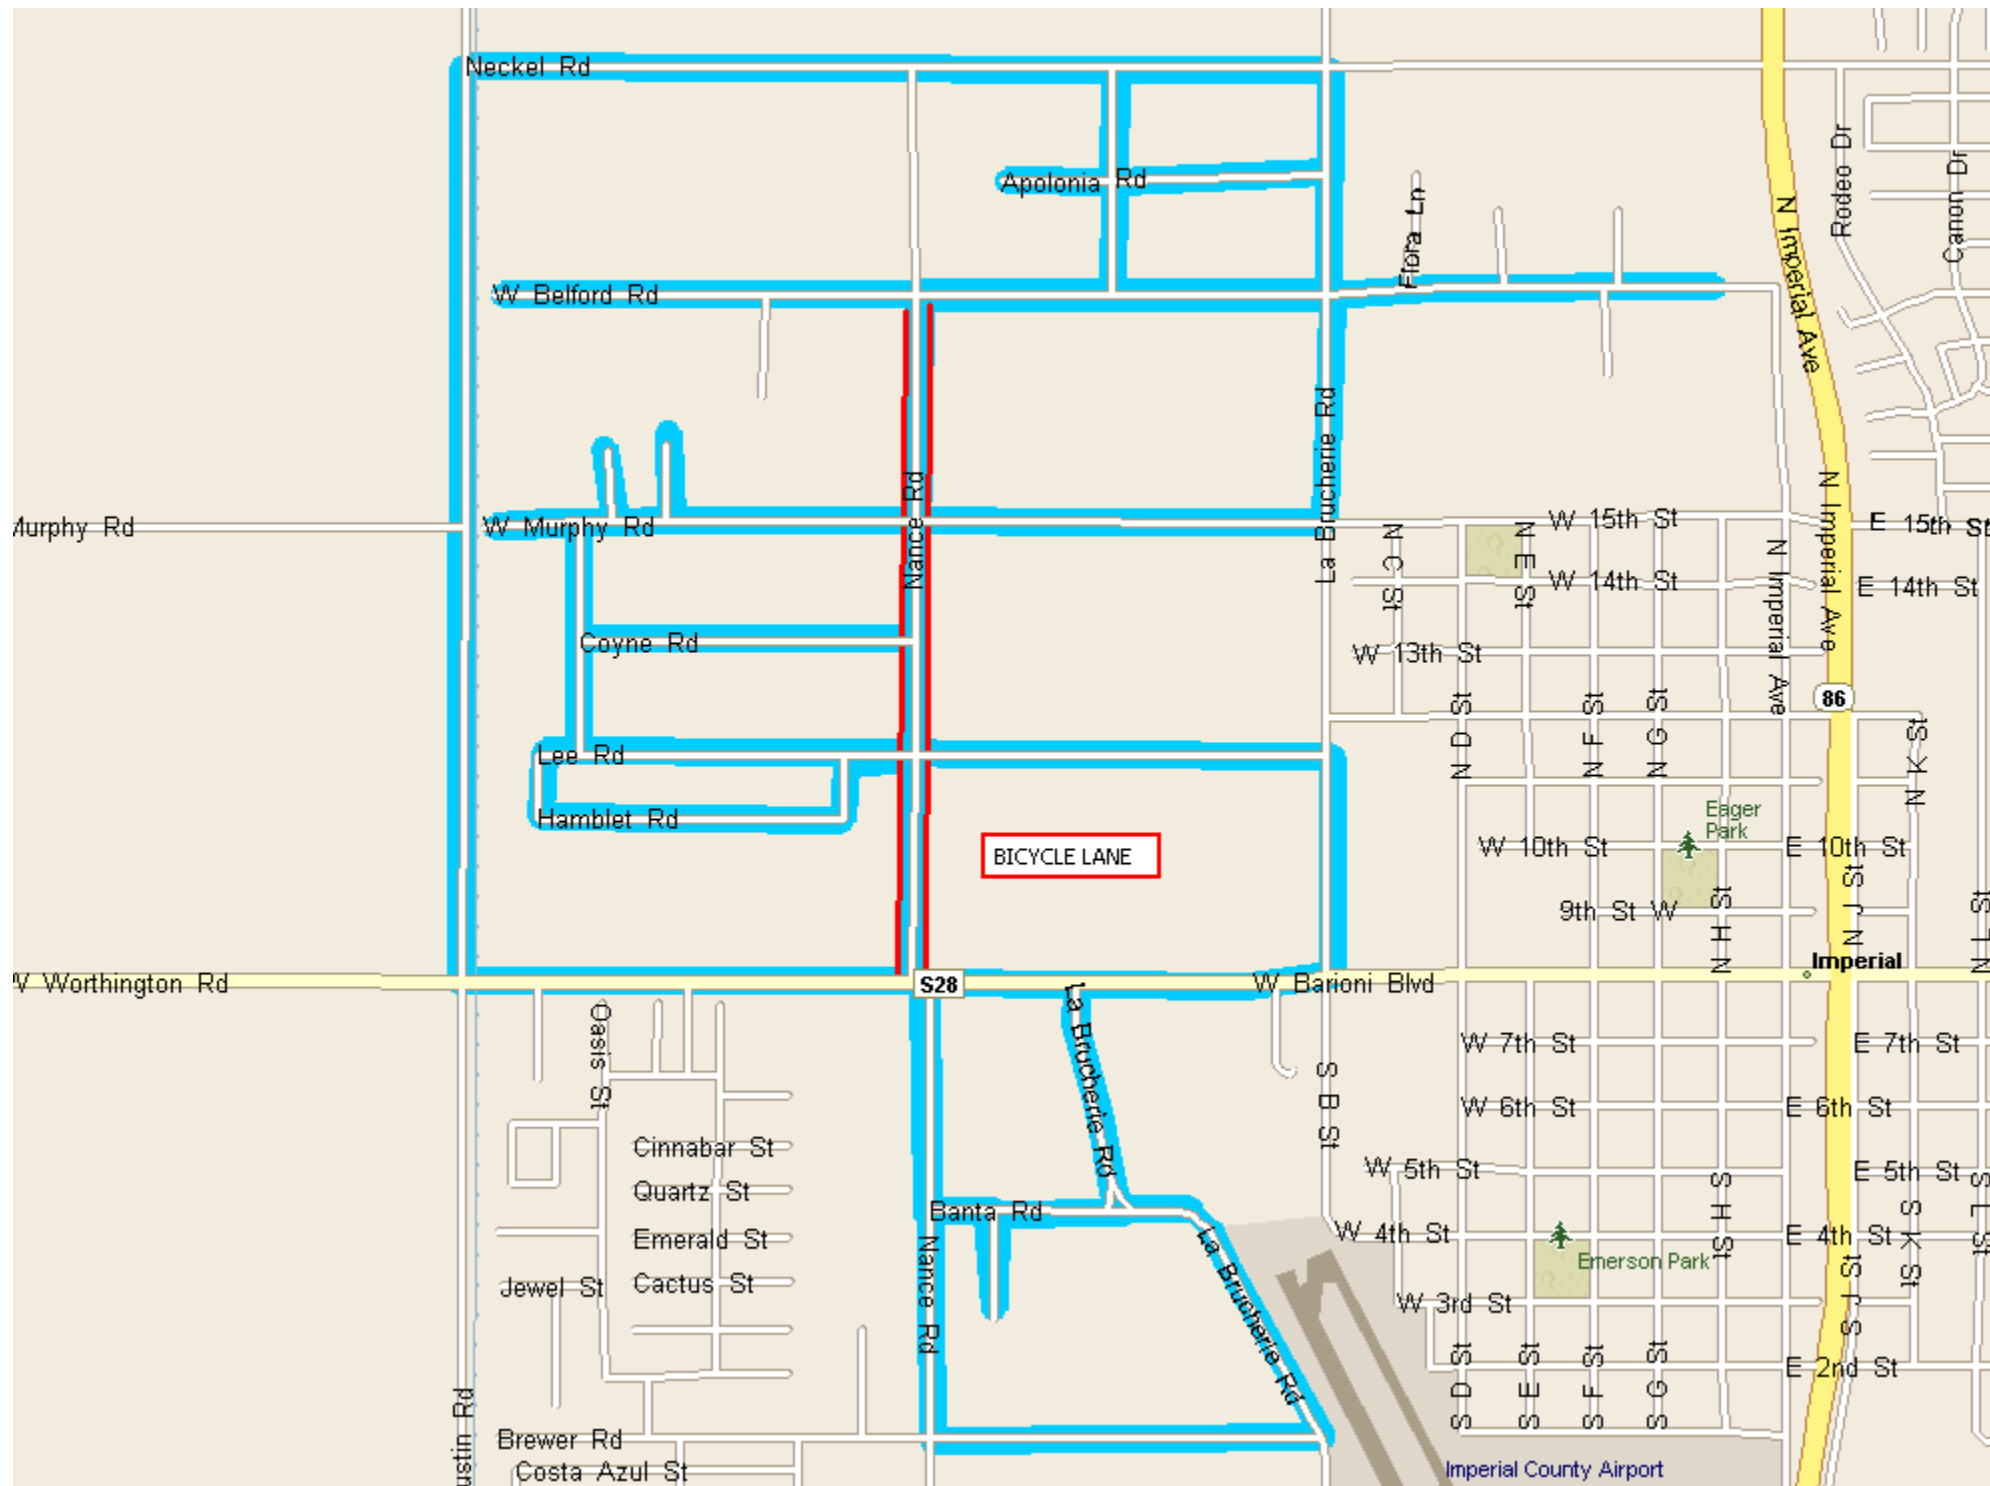 Neckel Rd
Rodeo Dr
Canon Dr
Apolonia Rd
Flora Ln
N Imperial Ave
W Belford Rd
La Brucherie Rd
Nance Rd
N Imperial Ave
Murphy Rd
W Murphy Rd
W 15th St
E 15th St
N C St
N E St
W 14th St
E 14th St
N Imperial Ave
Coyne Rd
W 13th St
86
N D St
N F St
N G St
N K St
Lee Rd
Hamblet Rd
Eager
Park
BICYCLE LANE
W 10th St
E 10th St
9th St W
N H St
N J St
N L St
Imperial
W Worthington Rd
S28
W Barioni Blvd
Oasis St
La Brucherie Rd
S B St
W 7th St
E 7th St
W 6th St
E 6th St
Cinnabar St
W 5th St
E 5th St
Quartz St
Banta Rd
S H St
S K St
S L St
Emerald St
W 4th St
E 4th St
Emerson Park
Jewel St
Cactus St
Nance Rd
La Brucherie Rd
W 3rd St
S J St
S D St
S E St
S F St
S G St
E 2nd St
ustin Rd
Brewer Rd
Costa Azul St
Imperial County Airport